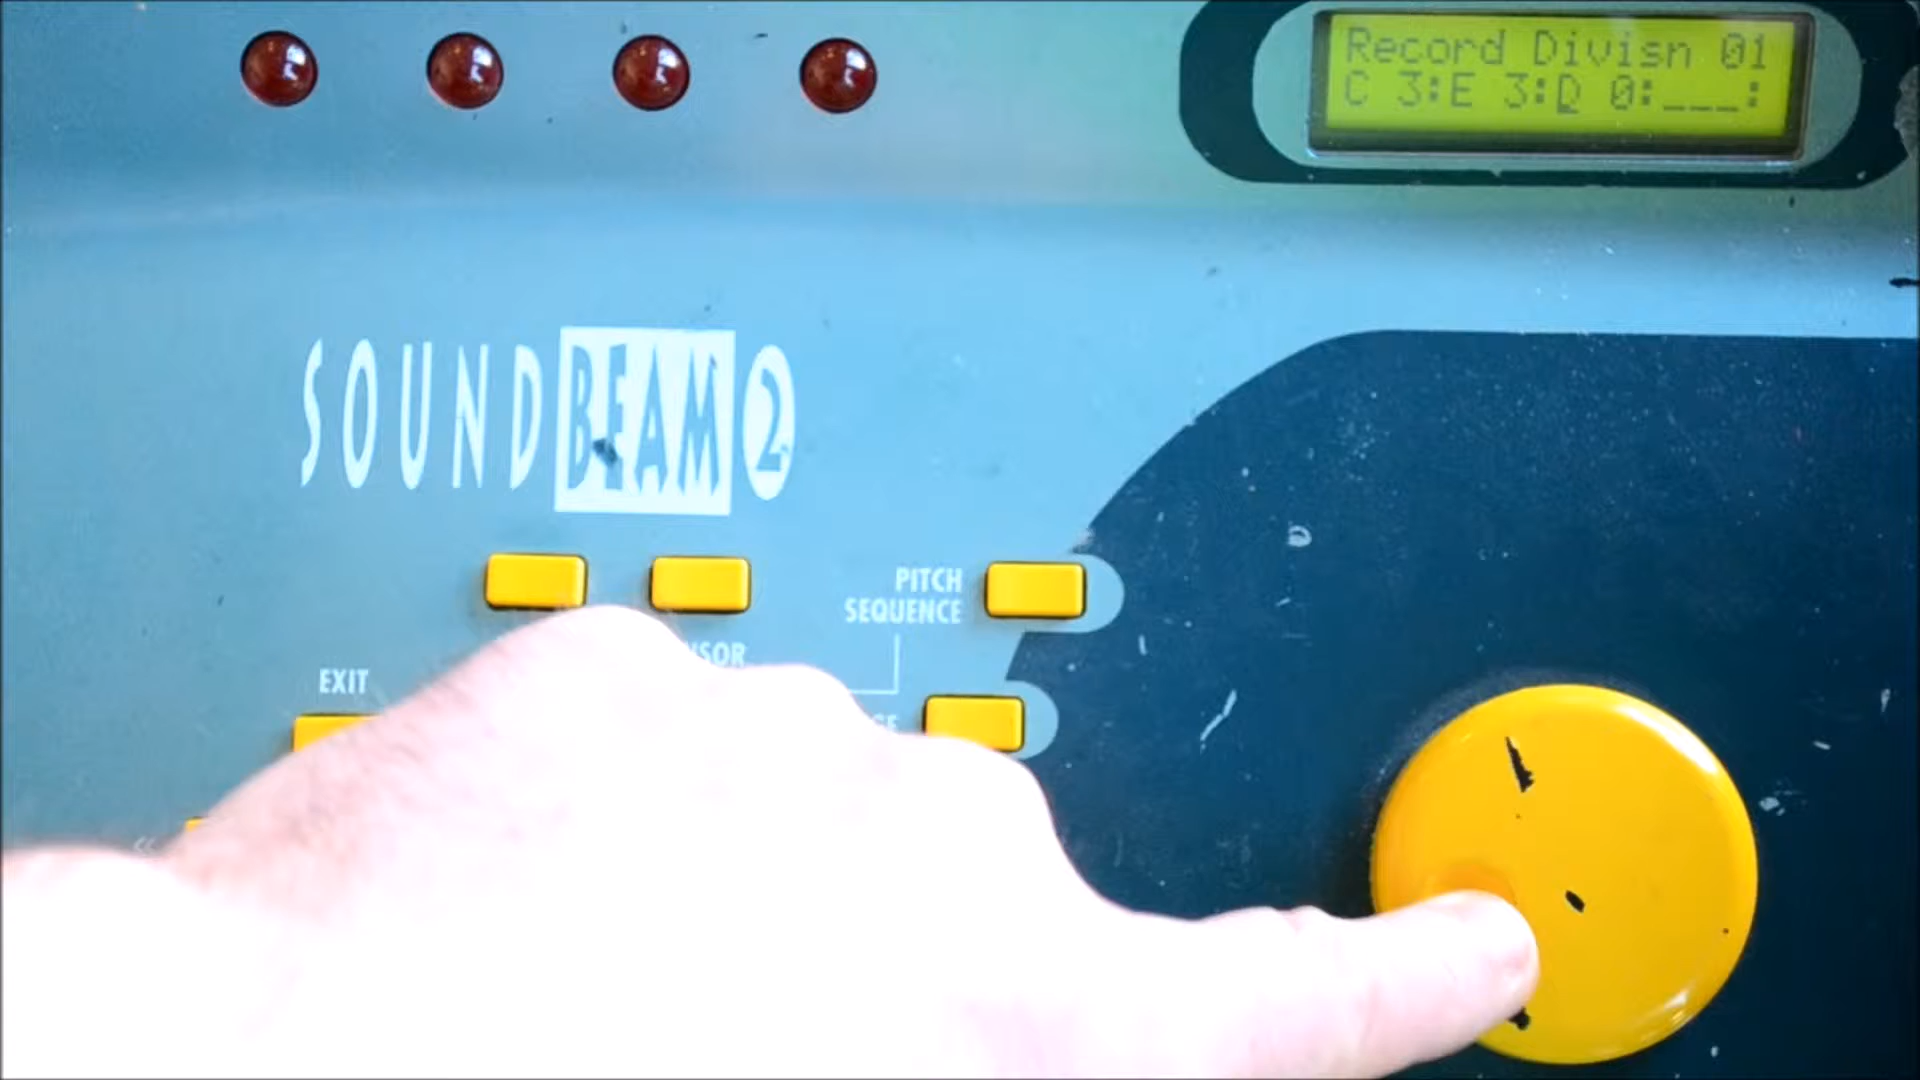 Record Divisn 01
C 3:E 3:D 0:___:
SOUNDBEAM 2
PITCH
SEQUENCE
EXIT
<<